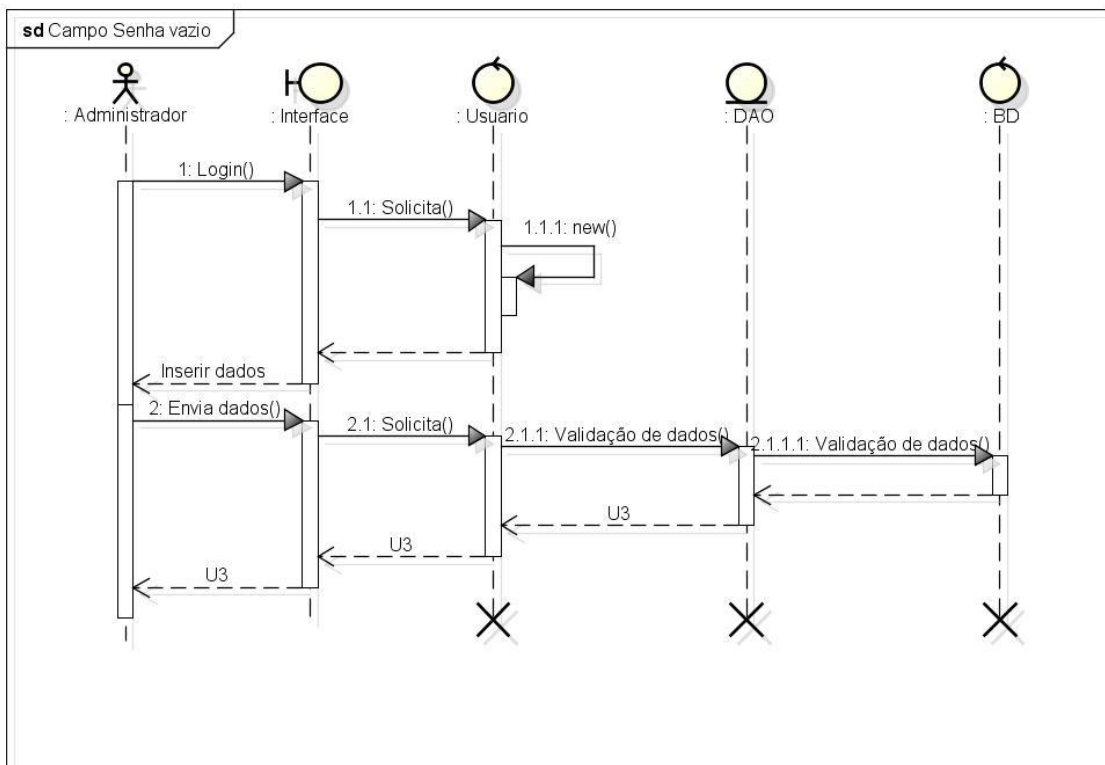 sd Campo Senha vazio
: Administrador
: Interface
: Usuario
: DAO
: BD
1: Login()
1.1: Solicita()
1.1.1: new()
Inserir dados
2: Envia dados()
2.1: Solicita()
2.1.1: Validação de dados()
2.1.1.1: Validação de dados()
U3
U3
U3